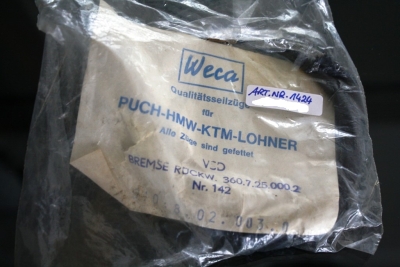 Weca
ART.NR-1424
Qualitätsseilzüge
für
PUCH-HMW-KTM-LOHNER
Alle Züge sind gefettet
VSD
BREMSE RÜCKW. 360.7.25.000.2
Nr. 142